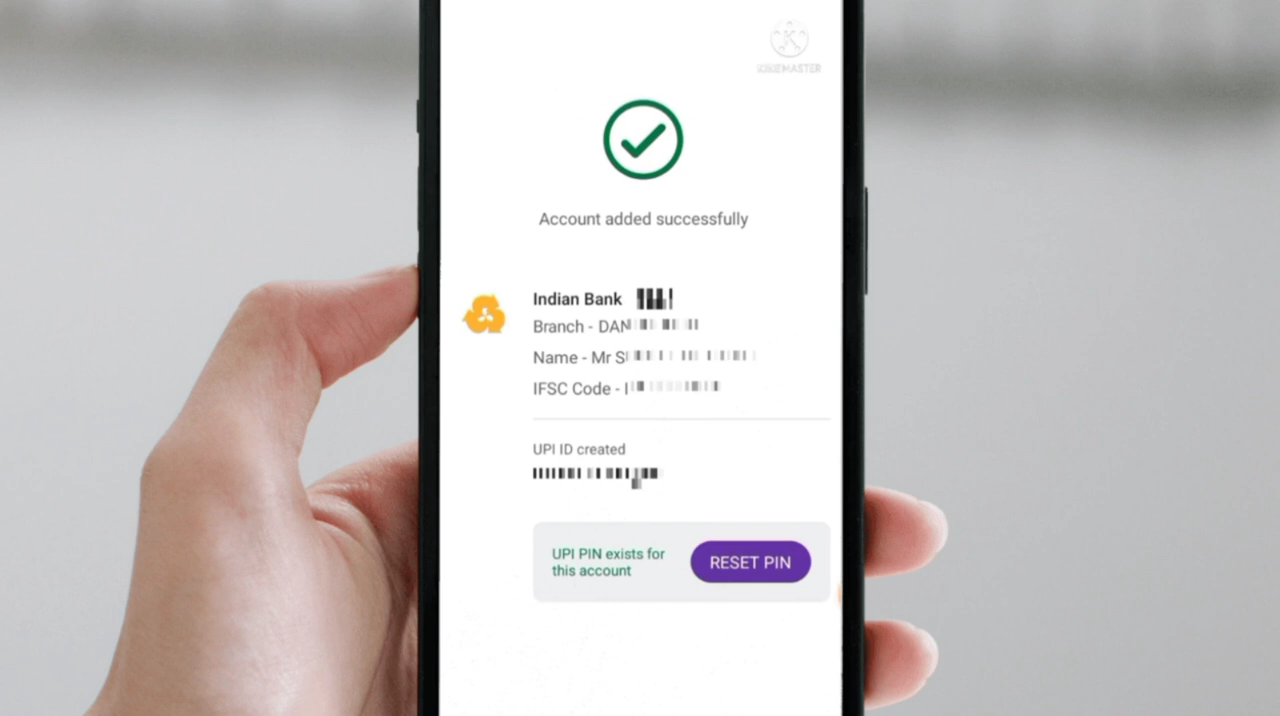 KINEMASTER
Account added successfully
Indian Bank
Branch - DAN
Name - Mr S
IFSC Code - I
UPI ID created
UPI PIN exists for
this account
RESET PIN